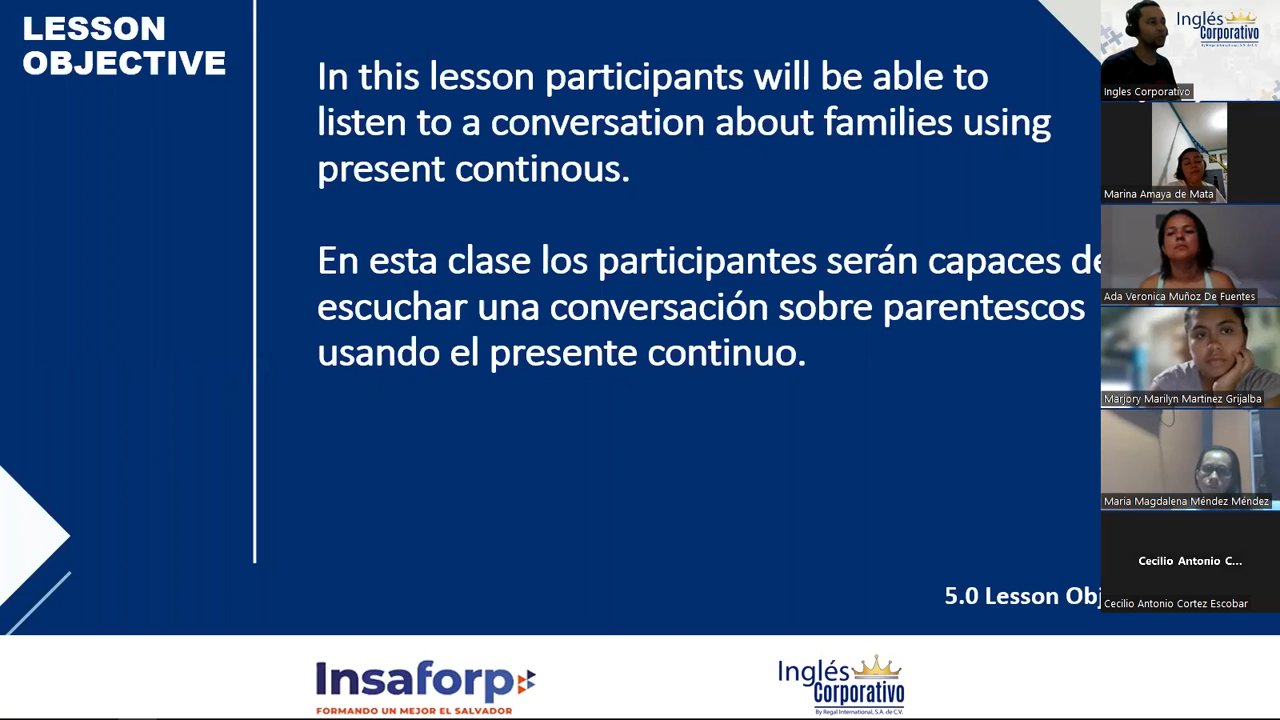 LESSON
OBJECTIVE
In this lesson participants will be able to
listen to a conversation about families using
present continous.
En esta clase los participantes serán capaces de
escuchar una conversación sobre parentescos
usando el presente continuo.
5.0 Lesson Obj
Insaforp
FORMANDO UN MEJOR EL SALVADOR
Inglés
Corporativo
By Regal International, S.A. de C.V.
Inglés
Corporativo
By Regal International, S.A. de C.V.
Ingles Corporativo
Marina Amaya de Mata
Ada Veronica Muñoz De Fuentes
Marjory Marilyn Martinez Grijalba
Maria Magdalena Méndez Méndez
Cecilio Antonio C...
Cecilio Antonio Cortez Escobar